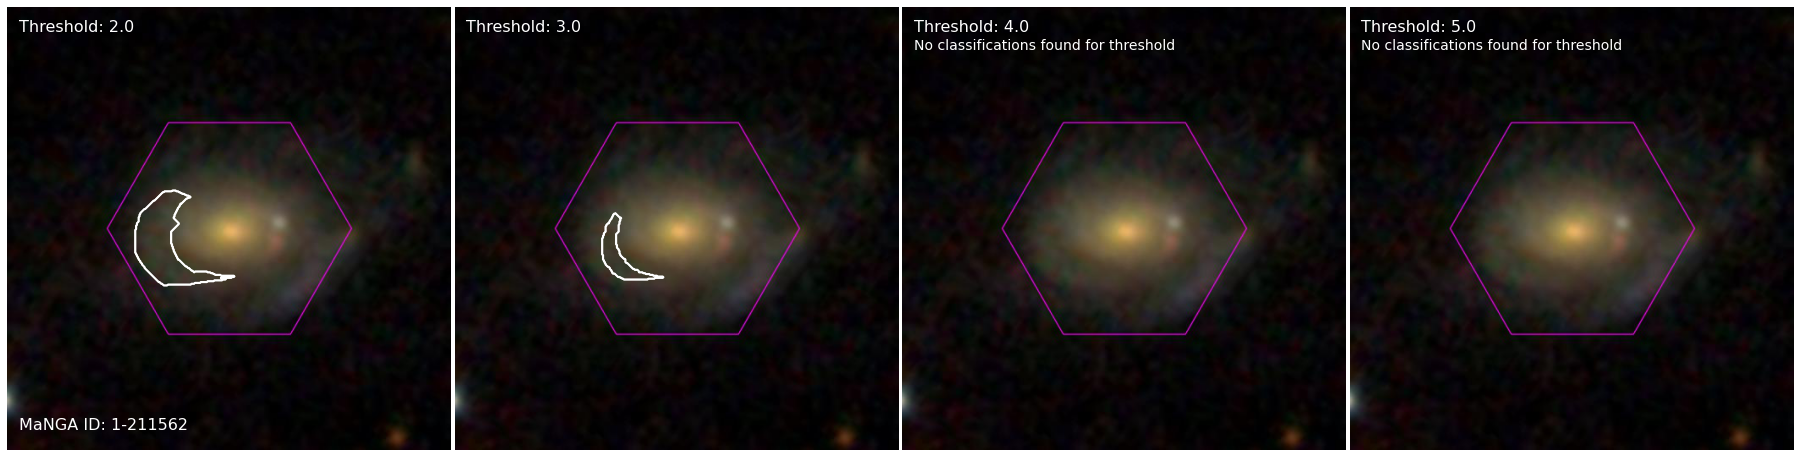 Threshold: 2.0
MaNGA ID: 1-211562
Threshold: 3.0
Threshold: 4.0
No classifications found for threshold
Threshold: 5.0
No classifications found for threshold